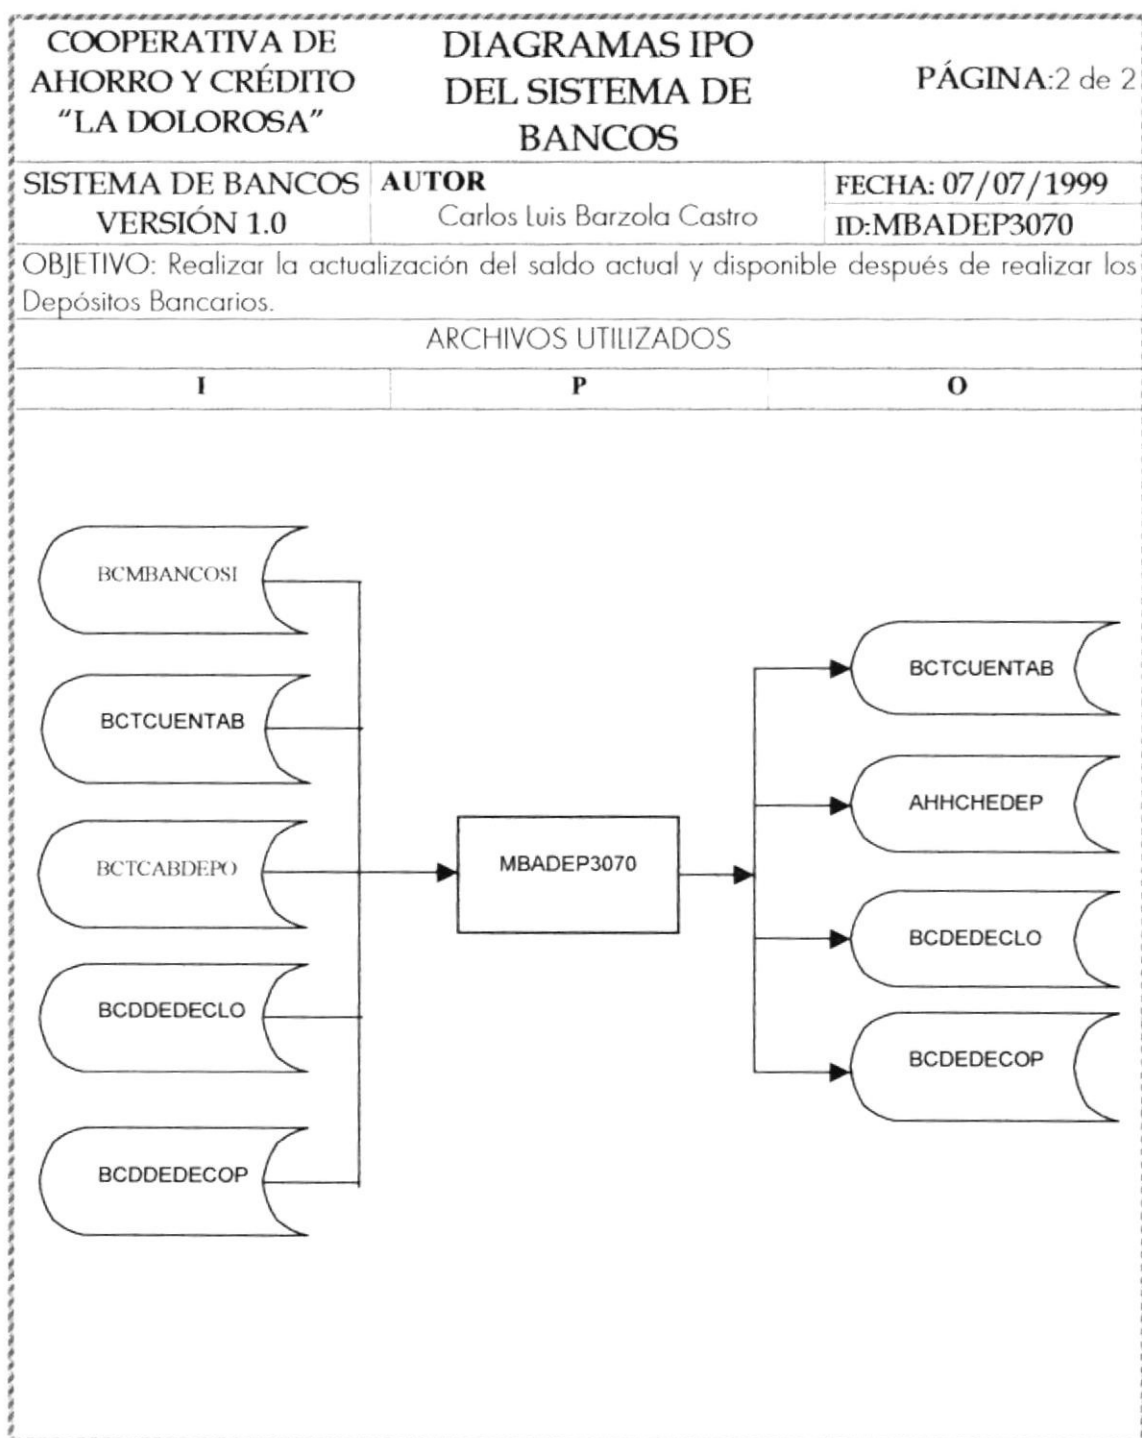 COOPERATIVA DE
AHORRO Y CRÉDITO
"LA DOLOROSA"
DIAGRAMAS IPO
DEL SISTEMA DE
BANCOS
PÁGINA:2 de 2
SISTEMA DE BANCOS
VERSIÓN 1.0
AUTOR
Carlos Luis Barzola Castro
FECHA: 07/07/1999
ID:MBADEP3070
OBJETIVO: Realizar la actualización del saldo actual y disponible después de realizar los
Depósitos Bancarios.
ARCHIVOS UTILIZADOS
I
P
O
BCMBANCOSI
BCTCUENTAB
BCTCABDEPO
BCDDEDECLO
BCDDEDECOP
MBADEP3070
BCTCUENTAB
AHHCHEDEP
BCDEDECLO
BCDEDECOP